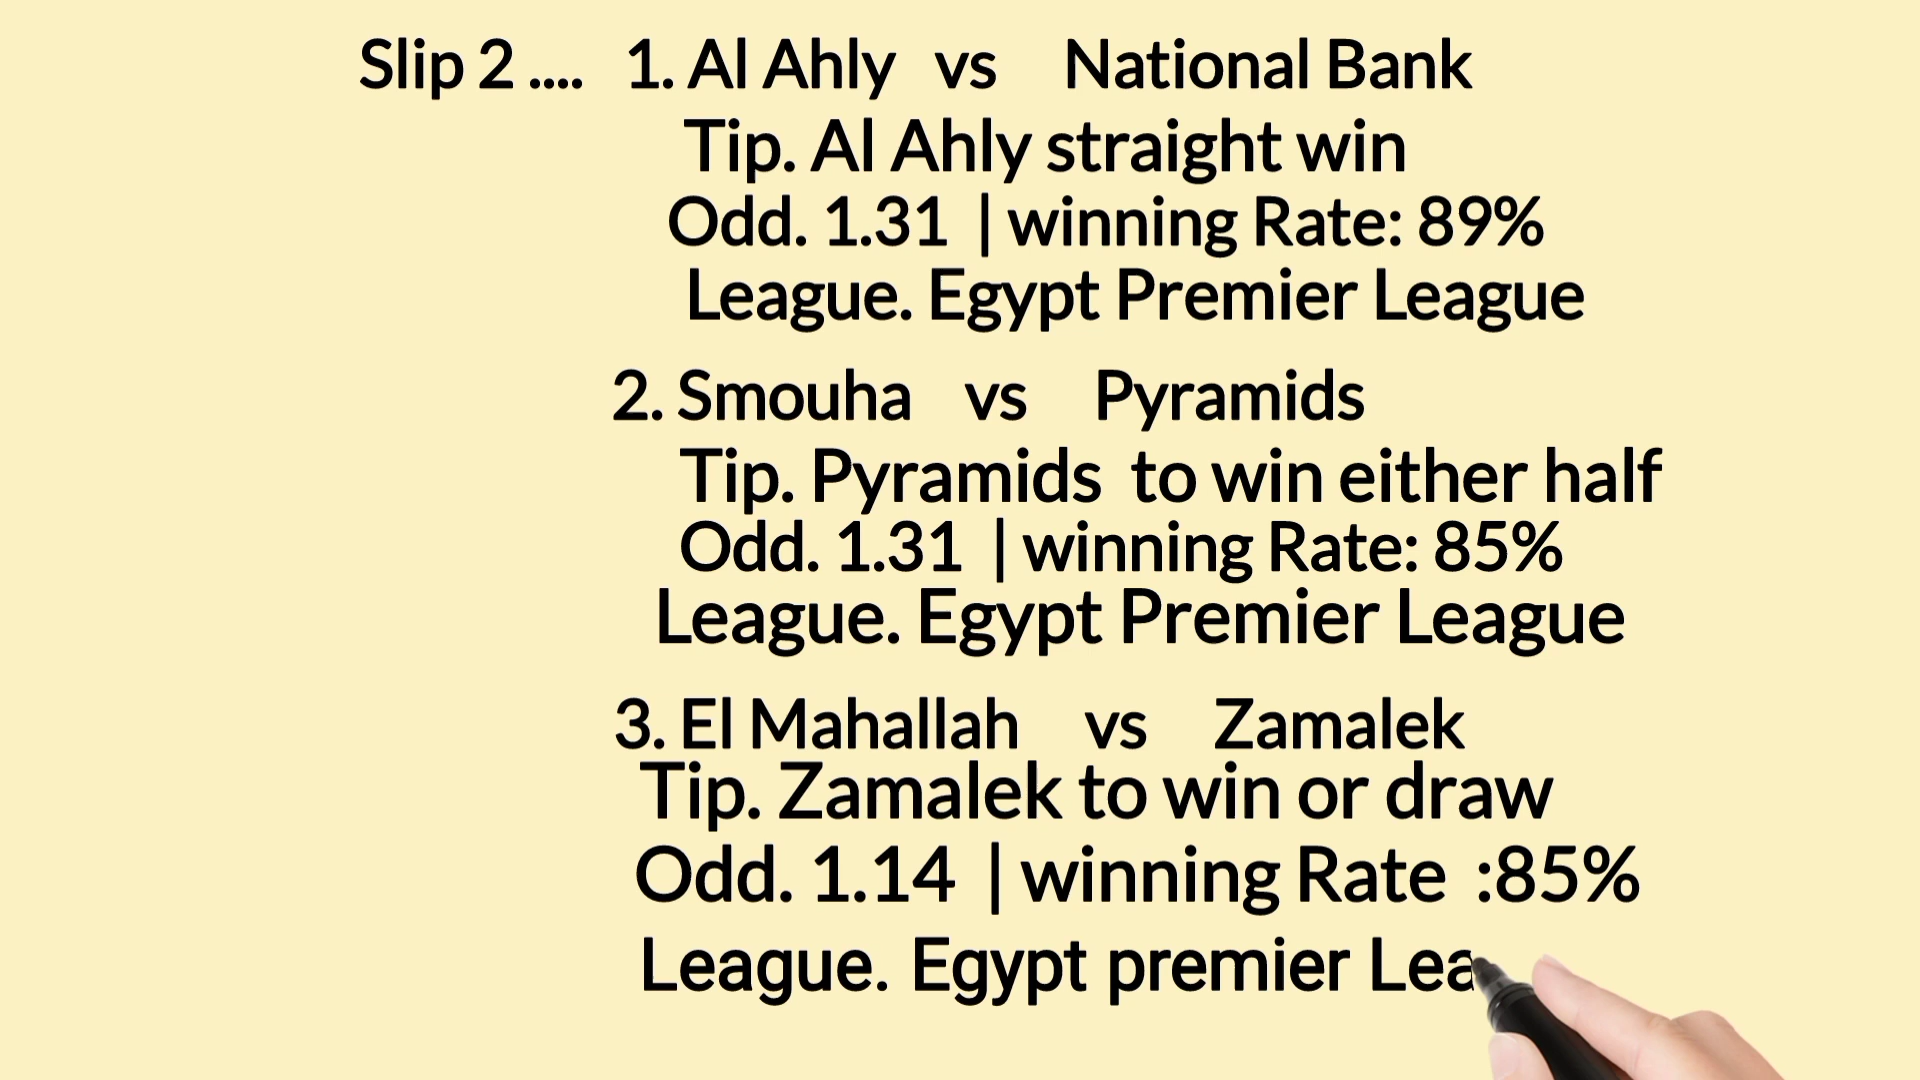 Slip 2 .... 1. Al Ahly vs National Bank
Tip. Al Ahly straight win
Odd. 1.31 | winning Rate: 89%
League. Egypt Premier League
2. Smouha vs Pyramids
Tip. Pyramids to win either half
Odd. 1.31 | winning Rate: 85%
League. Egypt Premier League
3. El Mahallah vs Zamalek
Tip. Zamalek to win or draw
Odd. 1.14 | winning Rate :85%
League. Egypt premier Lea